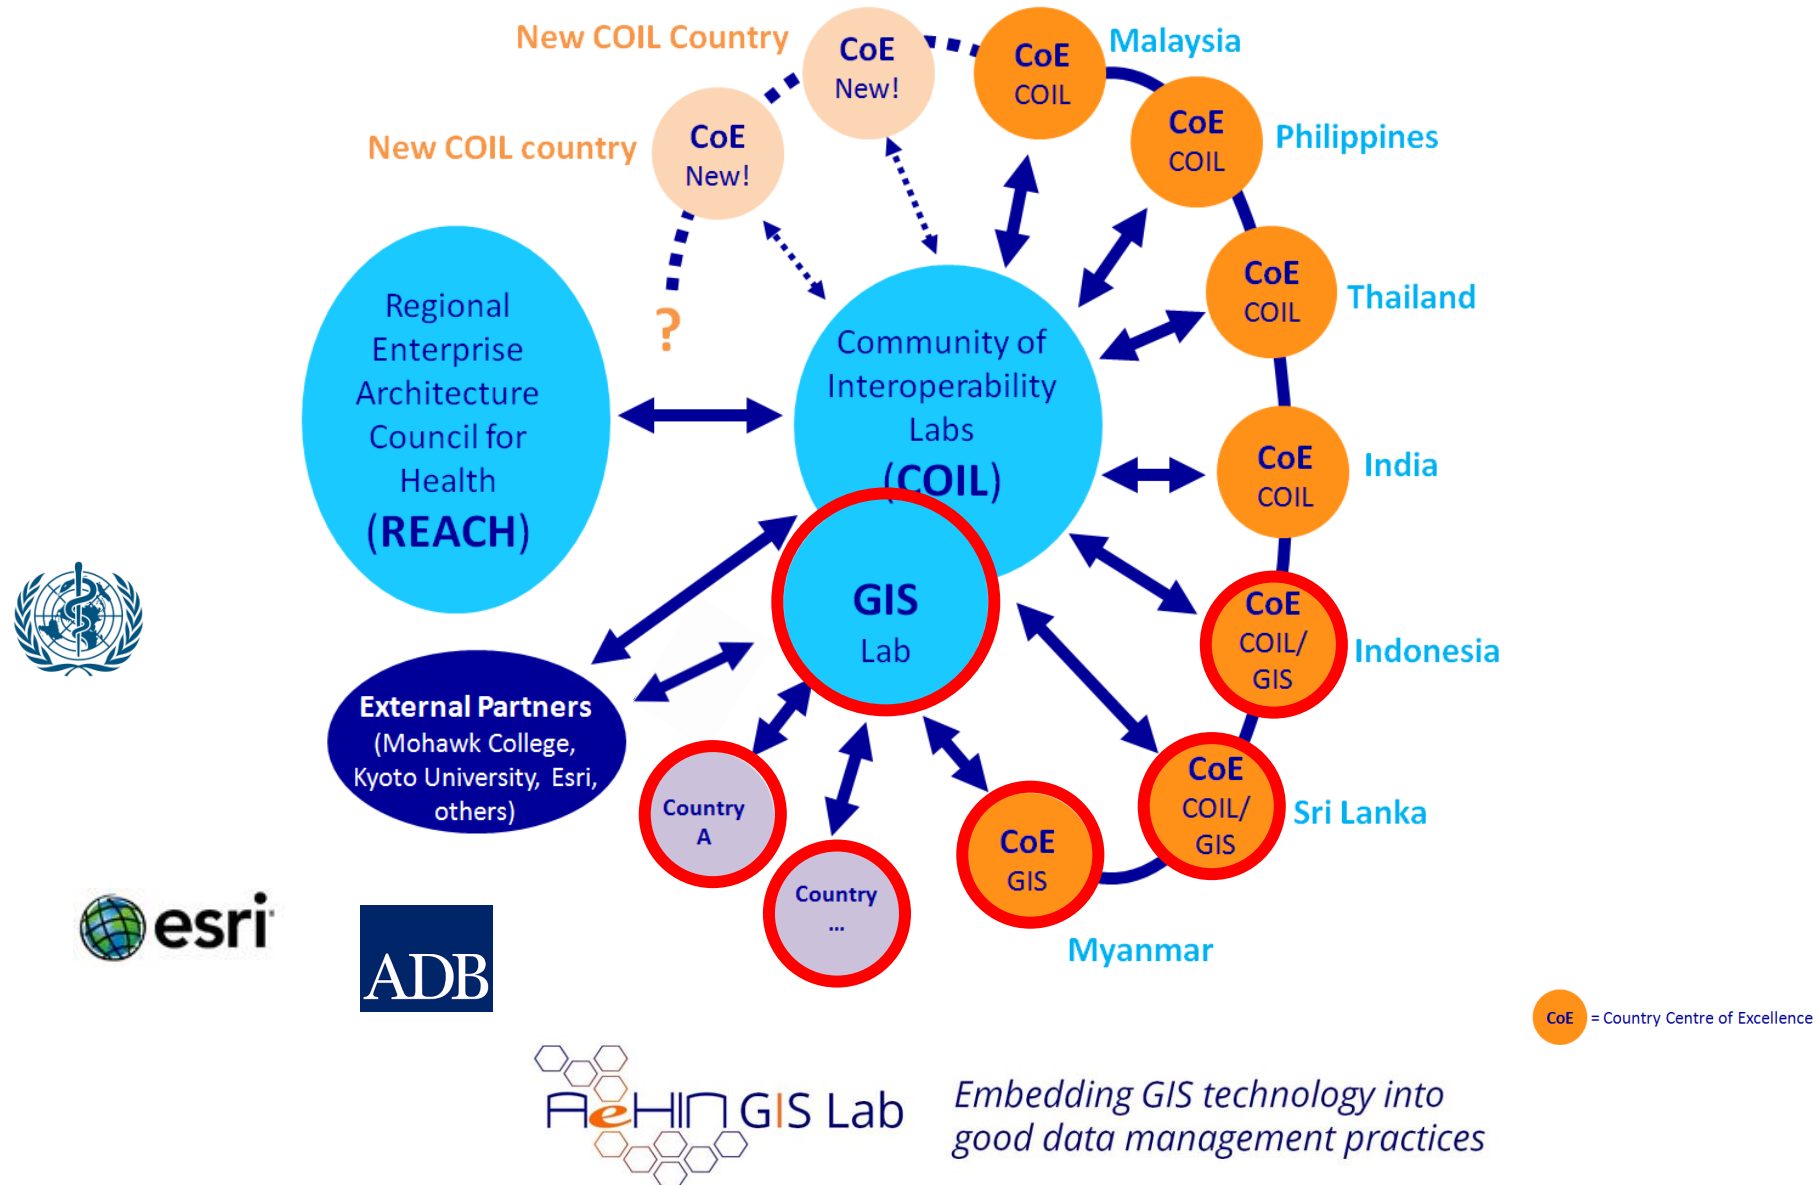 New COIL Country
CoE
New!
CoE
COIL
Malaysia
New COIL country
CoE
New!
CoE
COIL
Philippines
CoE
COIL
Thailand
Regional
Enterprise
Architecture
Council for
Health
(REACH)
?
Community of
Interoperability
Labs
(COIL)
CoE
COIL
India
GIS
Lab
CoE
COIL/
GIS
Indonesia
External Partners
(Mohawk College,
Kyoto University, Esri,
others)
Country
A
Country
...
CoE
GIS
Myanmar
CoE
COIL/
GIS
Sri Lanka
esri
ADB
CoE = Country Centre of Excellence
AeHIN GIS Lab
Embedding GIS technology into
good data management practices